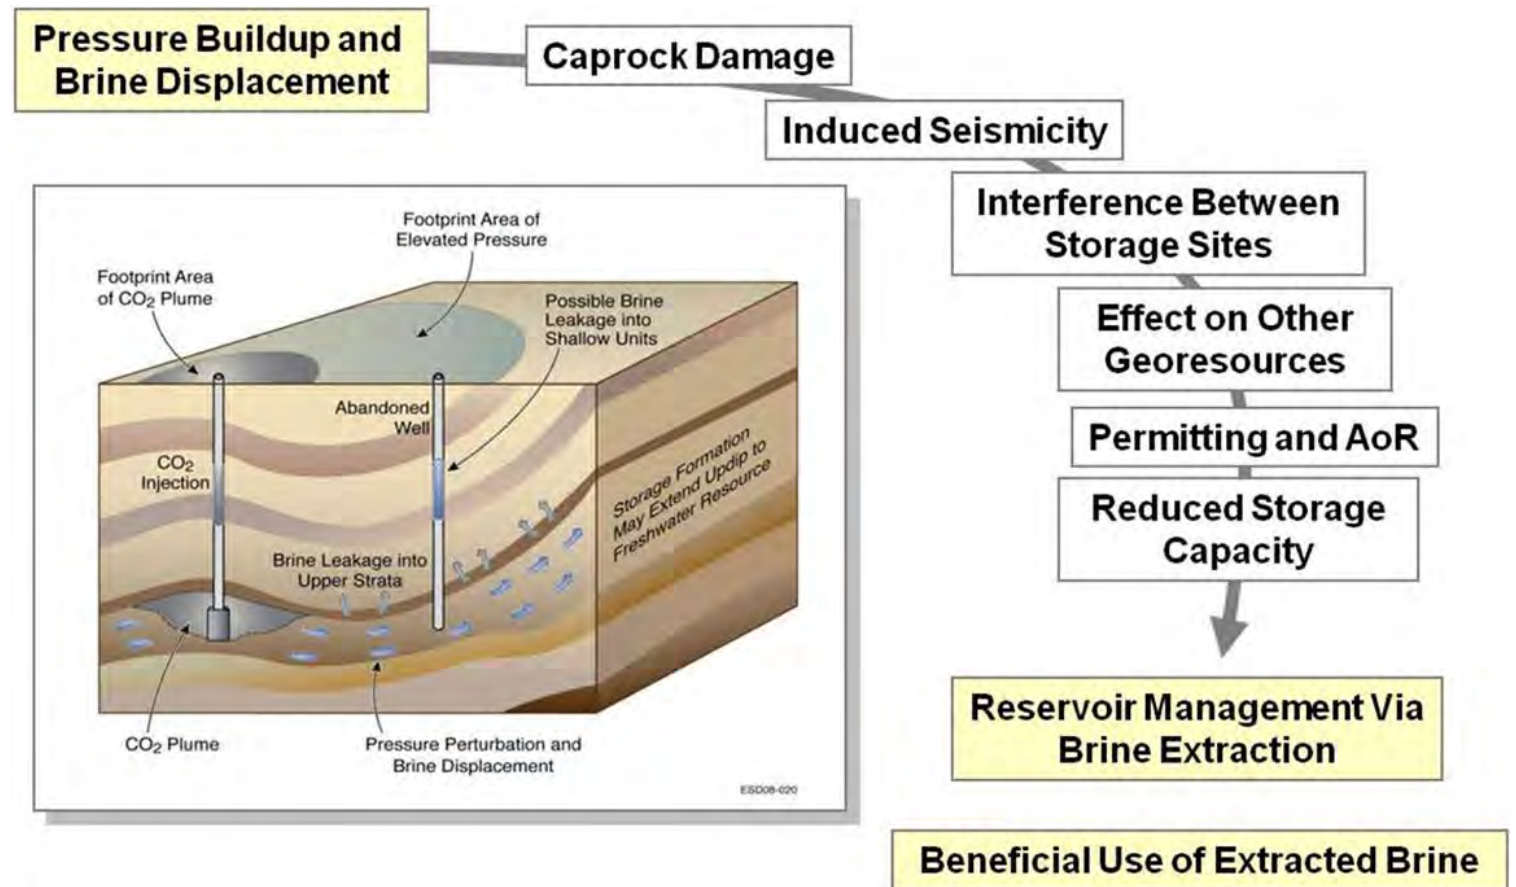 Pressure Buildup and
Brine Displacement
Caprock Damage
Induced Seismicity
Interference Between
Storage Sites
Effect on Other
Georesources
Permitting and AoR
Reduced Storage
Capacity
Reservoir Management Via
Brine Extraction
Beneficial Use of Extracted Brine
Footprint Area of
Elevated Pressure
Footprint Area
of CO2 Plume
Possible Brine
Leakage into
Shallow Units
Abandoned
Well
CO2
Injection
Storage Formation
May Extend Updip to
Freshwater Resource
Brine Leakage into
Upper Strata
CO2 Plume
Pressure Perturbation and
Brine Displacement
ESD08-020